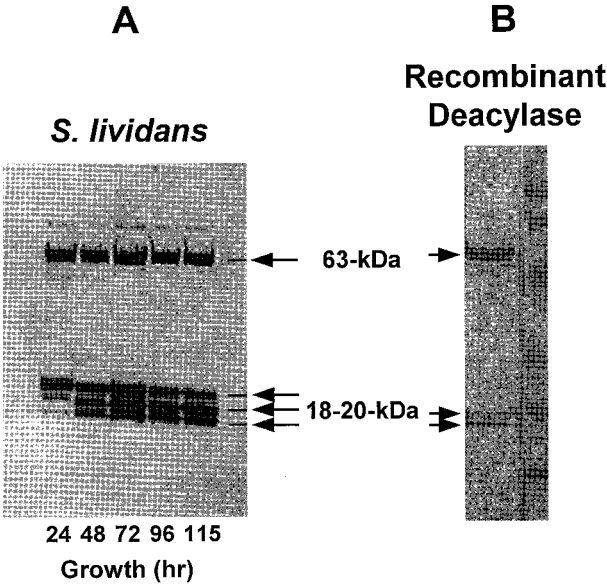 A
B
Recombinant
Deacylase
S. lividans
63-kDa
18-20-kDa
24 48 72 96 115
Growth (hr)